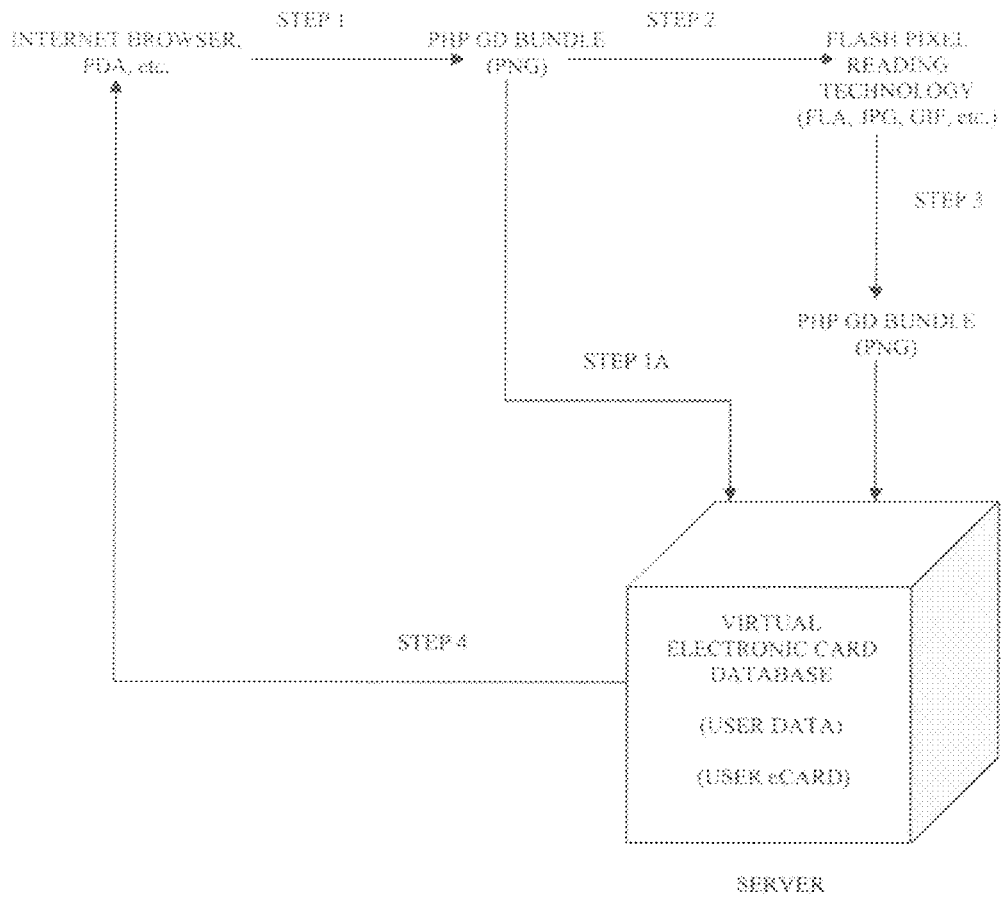 STEP 1
STEP 2
INTERNET BROWSER,
PDA, etc.
PHP GD BUNDLE
(PNG)
FLASH PIXEL
READING
TECHNOLOGY
(FLA, JPG, GIF, etc.)
STEP 3
PHP GD BUNDLE
(PNG)
STEP 1A
STEP 4
VIRTUAL
ELECTRONIC CARD
DATABASE
(USER DATA)
(USER eCARD)
SERVER